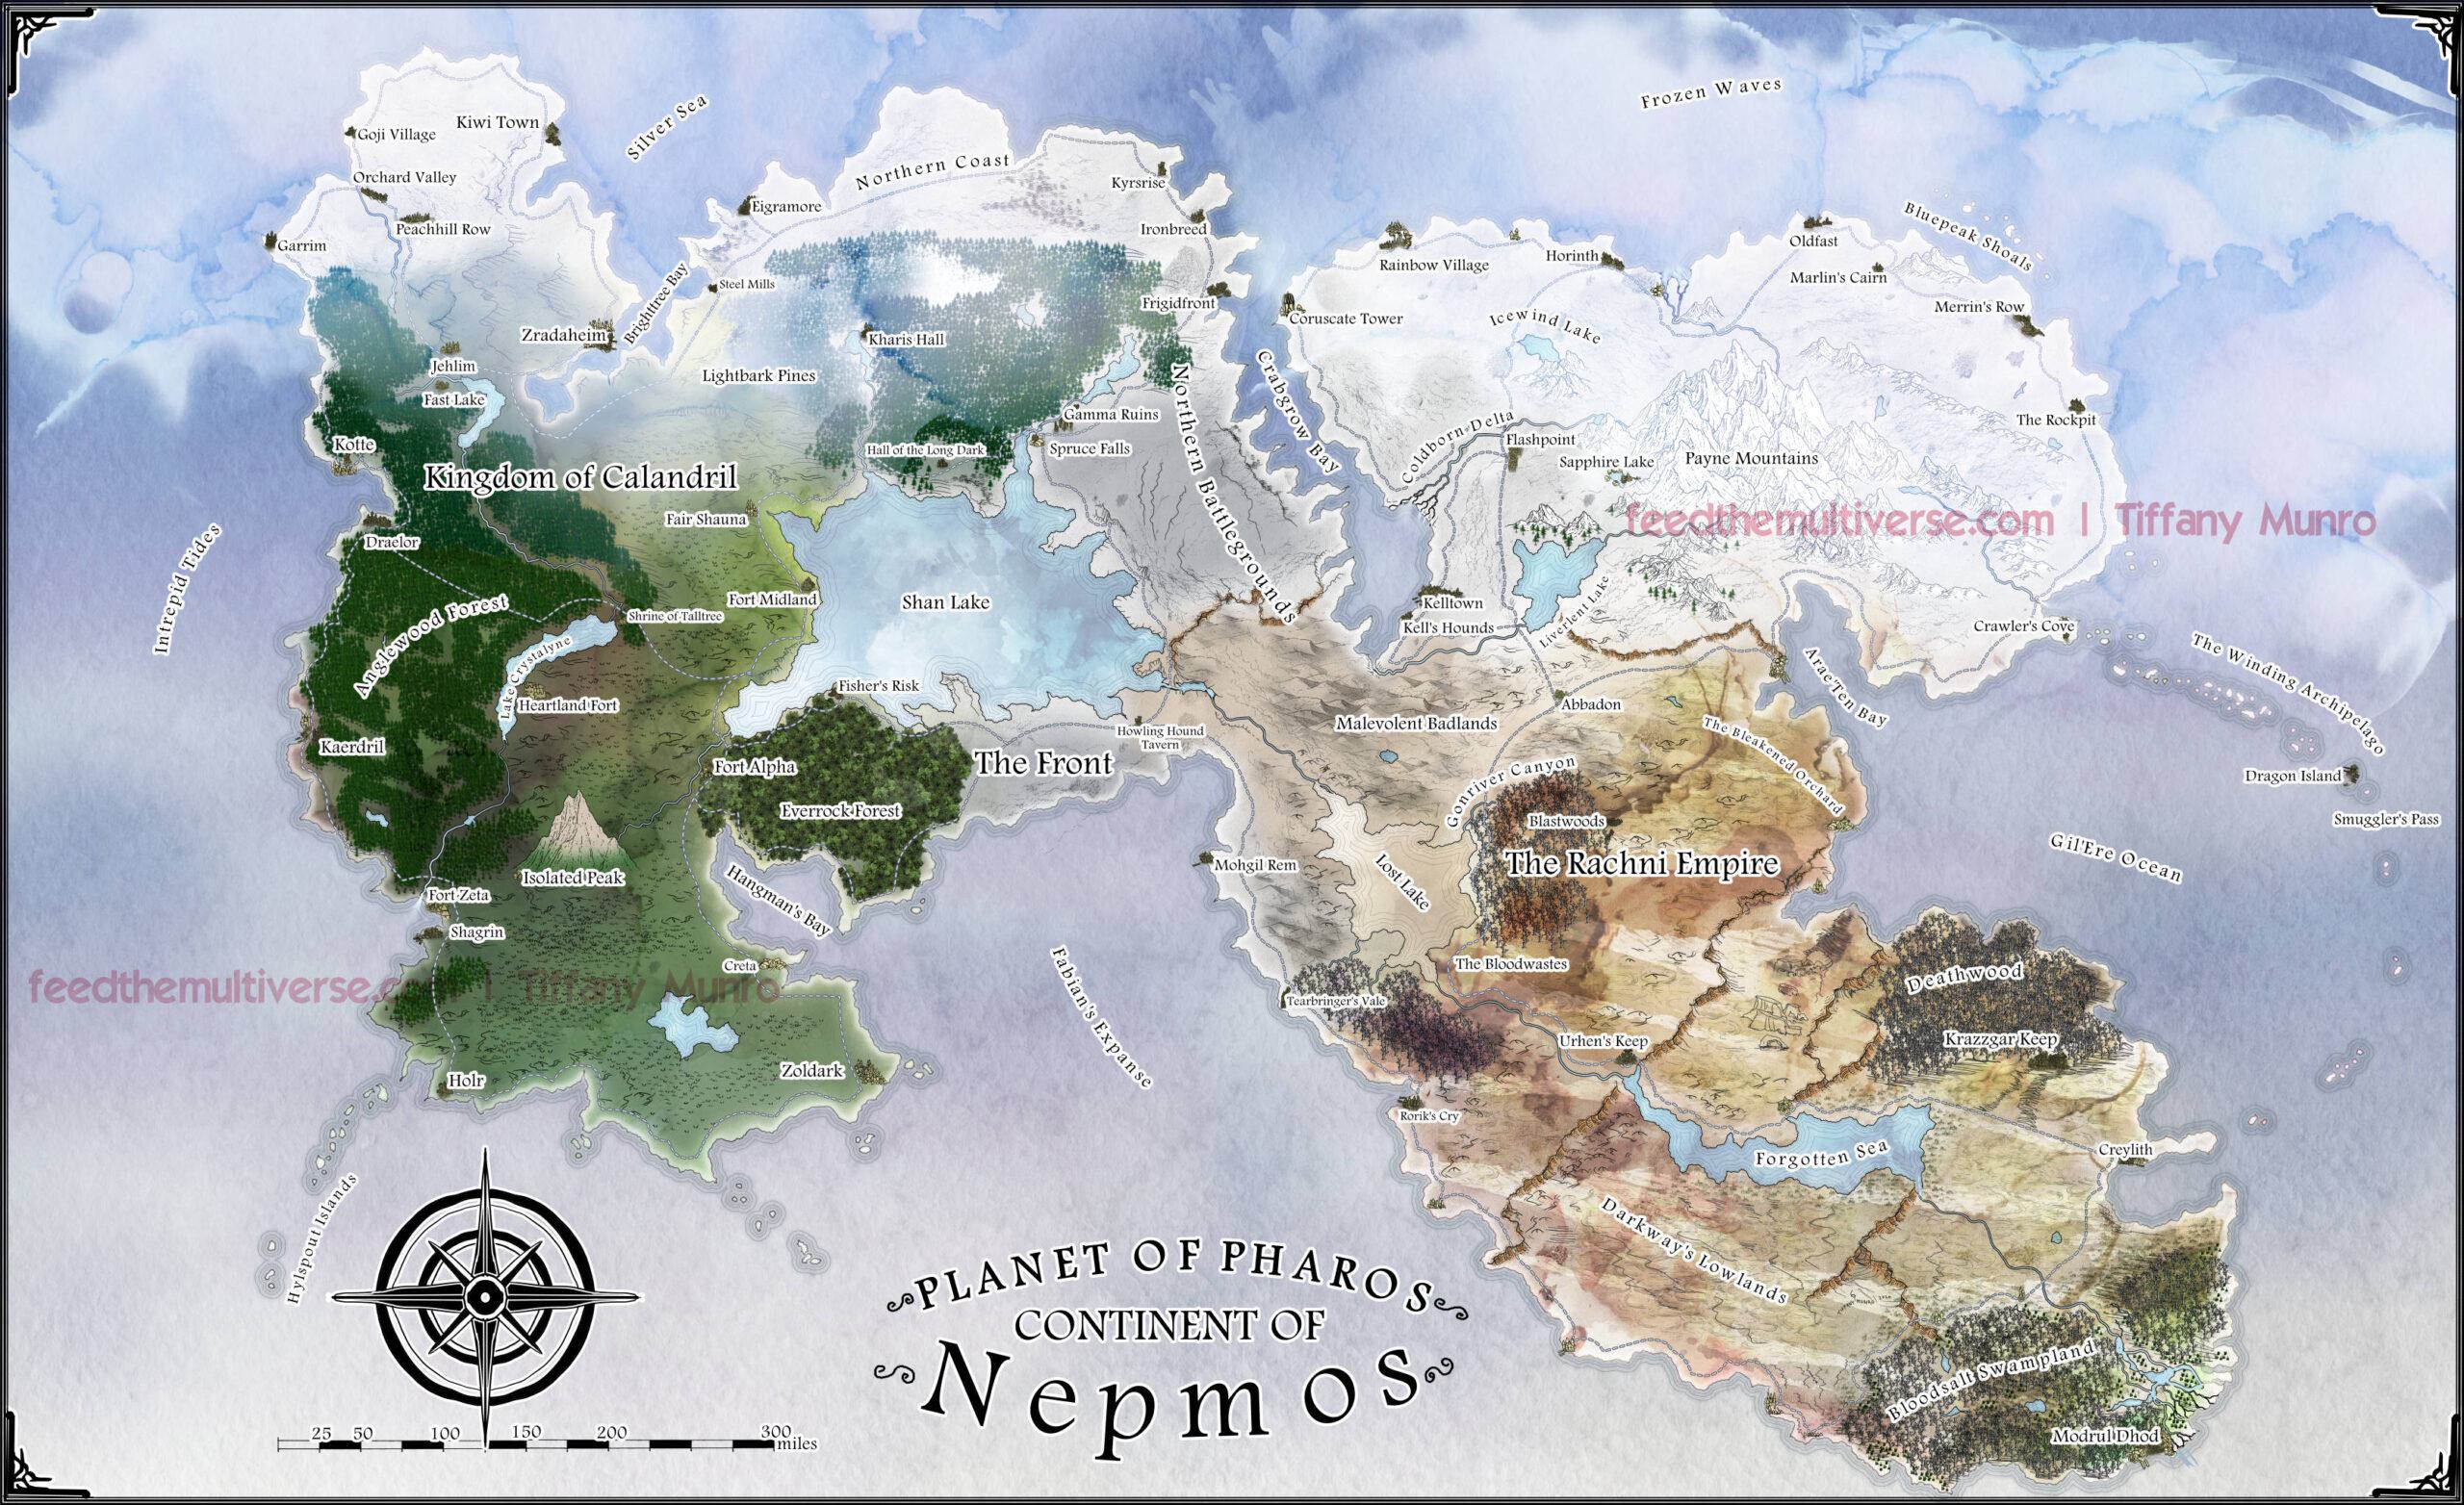 Frozen Waves
Silver Sea
Kiwi Town
Goji Village
Orchard Valley
Peachhill Row
Garrim
Northern Coast
Kyrsrise
Eigramore
Ironbreed
Steel Mills
Brighttree Bay
Frigidfront
Zradaheim
Kharis Hall
Lightbark Pines
Jehlim
Fast Lake
Kotte
Gamma Ruins
Spruce Falls
Hall of the Long Dark
Northern Battlegrounds
Crabgrow Bay
Bluepeak Shoals
Oldfast
Rainbow Village
Horinth
Marlin's Cairn
Merrin's Row
Coruscate Tower
Icewind Lake
The Rockpit
Coldborn Delta
Flashpoint
Sapphire Lake
Payne Mountains
feedthemultiverse.com | Tiffany Munro
Kingdom of Calandril
Fair Shauna
Draelor
Intrepid Tides
Anglewood Forest
Fort Midland
Shrine of Talltree
Shan Lake
Lake Crystalyne
Heartland Fort
Kaerdril
Fisher's Risk
Kelltown
Kell's Hounds
Liverlent Lake
Crawler's Cove
The Winding Archipelago
Arae'Ten Bay
Abbadon
Malevolent Badlands
The Bleakened Orchard
Howling Hound
Tavern
The Front
Fort Alpha
Everrock Forest
Gonriver Canyon
Dragon Island
Smuggler's Pass
Blastwoods
The Rachni Empire
Gil'Ere Ocean
Mohgil Rem
Lost Lake
Isolated Peak
Fort Zeta
Shagrin
Hangman's Bay
Creta
feedthemultiverse.com | Tiffany Munro
Fabian's Expanse
The Bloodwastes
Deathwood
Tearbringer's Vale
Urhen's Keep
Krazzgar Keep
Zoldark
Holr
Rorik's Cry
Forgotten Sea
Creylith
Hylspout Islands
Darkway's Lowlands
Bloodsalt Swampland
Modrul Dhod
PLANET OF PHAROS
CONTINENT OF
Nepmos
25 50 100 150 200 300
miles